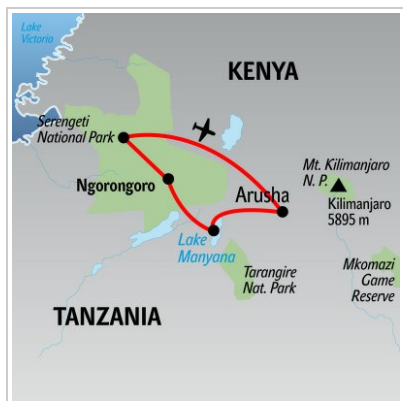 Lake
Victoria
KENYA
Serengeti
National Park
Mt. Kilimanjaro
N. P.
Ngorongoro
Arusha
Kilimanjaro
5895 m
Lake
Manyana
Tarangire
Nat. Park
Mkomazi
Game
Reserve
TANZANIA